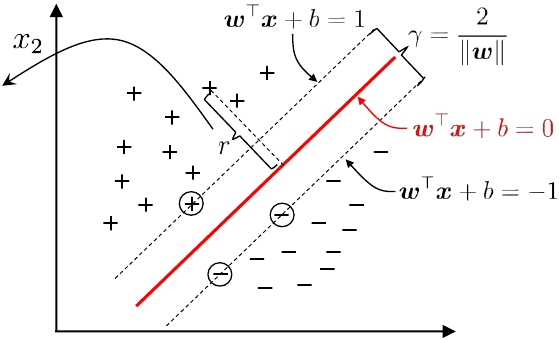 𝒘⊤𝒙 + b = 1
γ = 2/‖𝒘‖
x₂
𝒘⊤𝒙 + b = 0
r
𝒘⊤𝒙 + b = −1